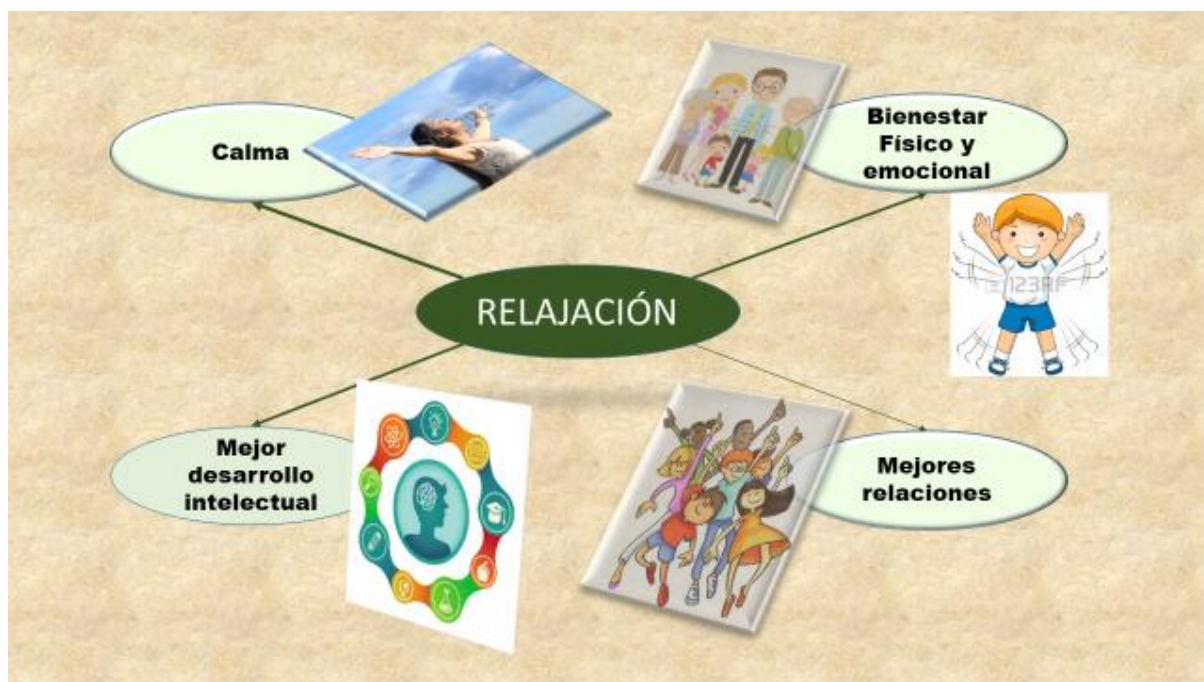 Calma
Bienestar
Físico y
emocional
123RF
RELAJACIÓN
Mejor
desarrollo
intelectual
Mejores
relaciones